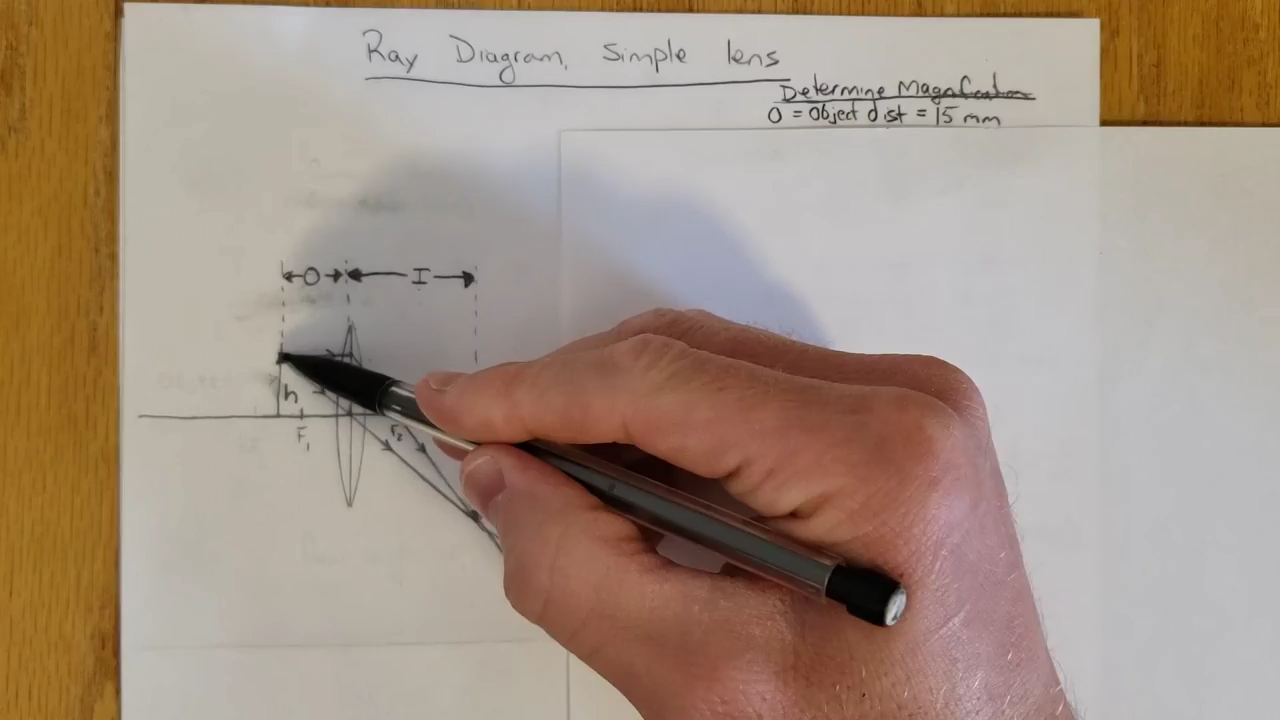 Ray Diagram, Simple lens
Determine Magnification
O = Object dist = 15 mm
O I
h
F1
F2